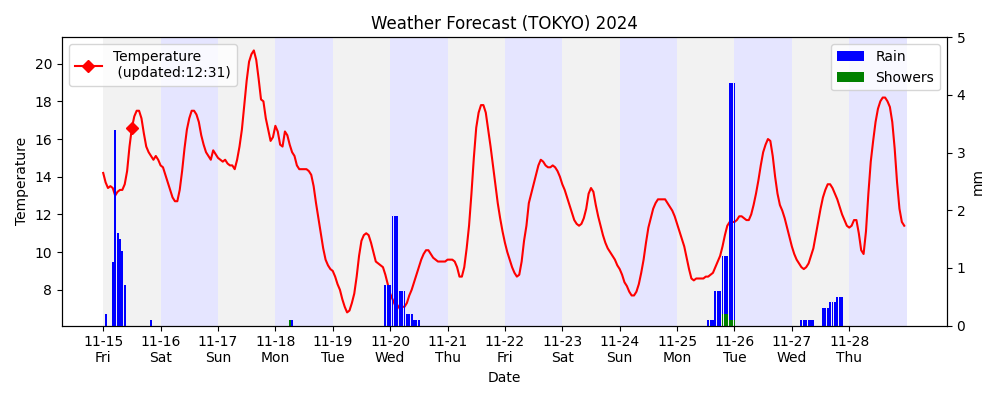 Weather Forecast (TOKYO) 2024
Temperature
(updated:12:31)
Rain
Showers
Temperature
20
18
16
14
12
10
8
5
4
3
2
1
0
mm
11-15 11-16 11-17 11-18 11-19 11-20 11-21 11-22 11-23 11-24 11-25 11-26 11-27 11-28
Fri Sat Sun Mon Tue Wed Thu Fri Sat Sun Mon Tue Wed Thu
Date